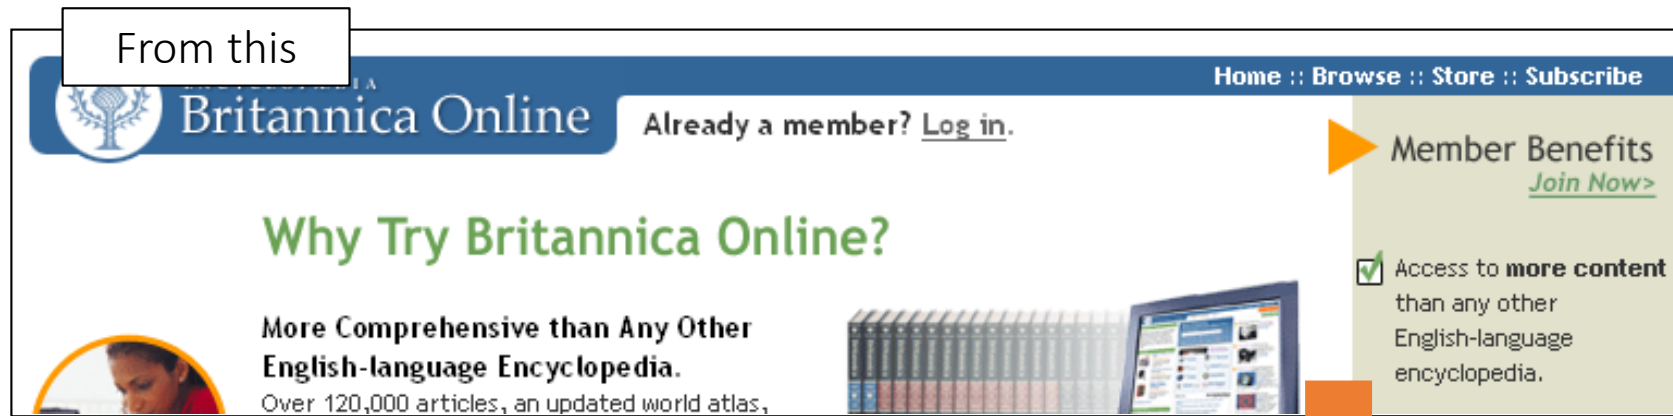 From this
Britannica Online
Already a member? Log in.
Home :: Browse :: Store :: Subscribe
Member Benefits
Join Now>
Why Try Britannica Online?
More Comprehensive than Any Other
English-language Encyclopedia.
Over 120,000 articles, an updated world atlas,
Access to more content
than any other
English-language
encyclopedia.